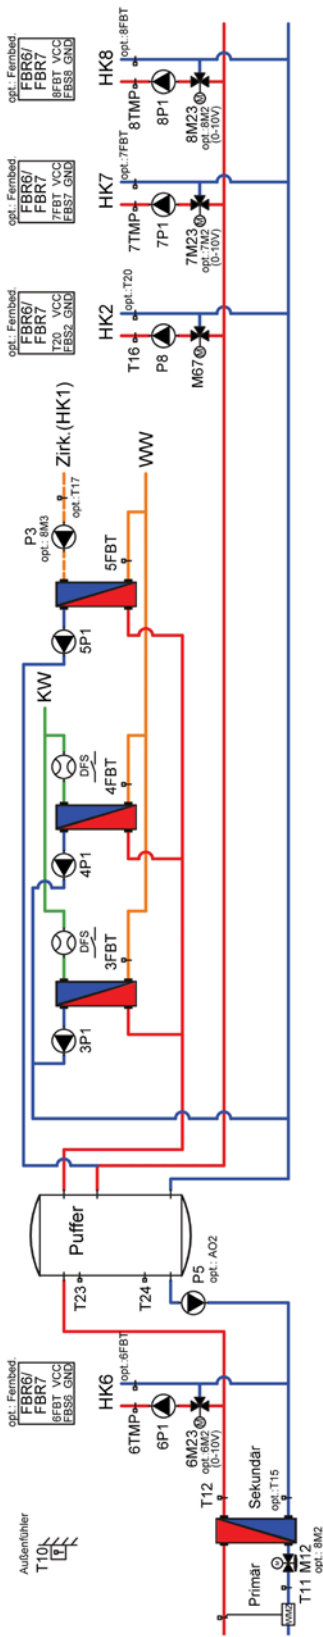 Außenfühler
T10
Primär
WMZ
T11 M12
opt.: 8M2
Sekundär
opt.:T15
T12
opt.: Fernbed.
FBR6/
FBR7
6FBT VCC
FBS6 GND
HK6
opt.:6FBT
6TMP
6P1
6M23
opt.:6M2
(0-10V)
M
Puffer
T23
T24
P5
opt.: AO2
3P1
DFS
3FBT
4P1
DFS
4FBT
KW
5P1
5FBT
P3
opt.: 8M3
opt.:T17
Zirk.(HK1)
WW
opt.: Fernbed.
FBR6/
FBR7
T20 VCC
FBS2 GND
HK2
opt.:T20
T16
P8
M67
M
opt.: Fernbed.
FBR6/
FBR7
7FBT VCC
FBS7 GND
HK7
opt.:7FBT
7TMP
7P1
7M23
opt.:7M2
(0-10V)
M
opt.: Fernbed.
FBR6/
FBR7
8FBT VCC
FBS8 GND
HK8
opt.:8FBT
8TMP
8P1
8M23
opt.:8M2
(0-10V)
M